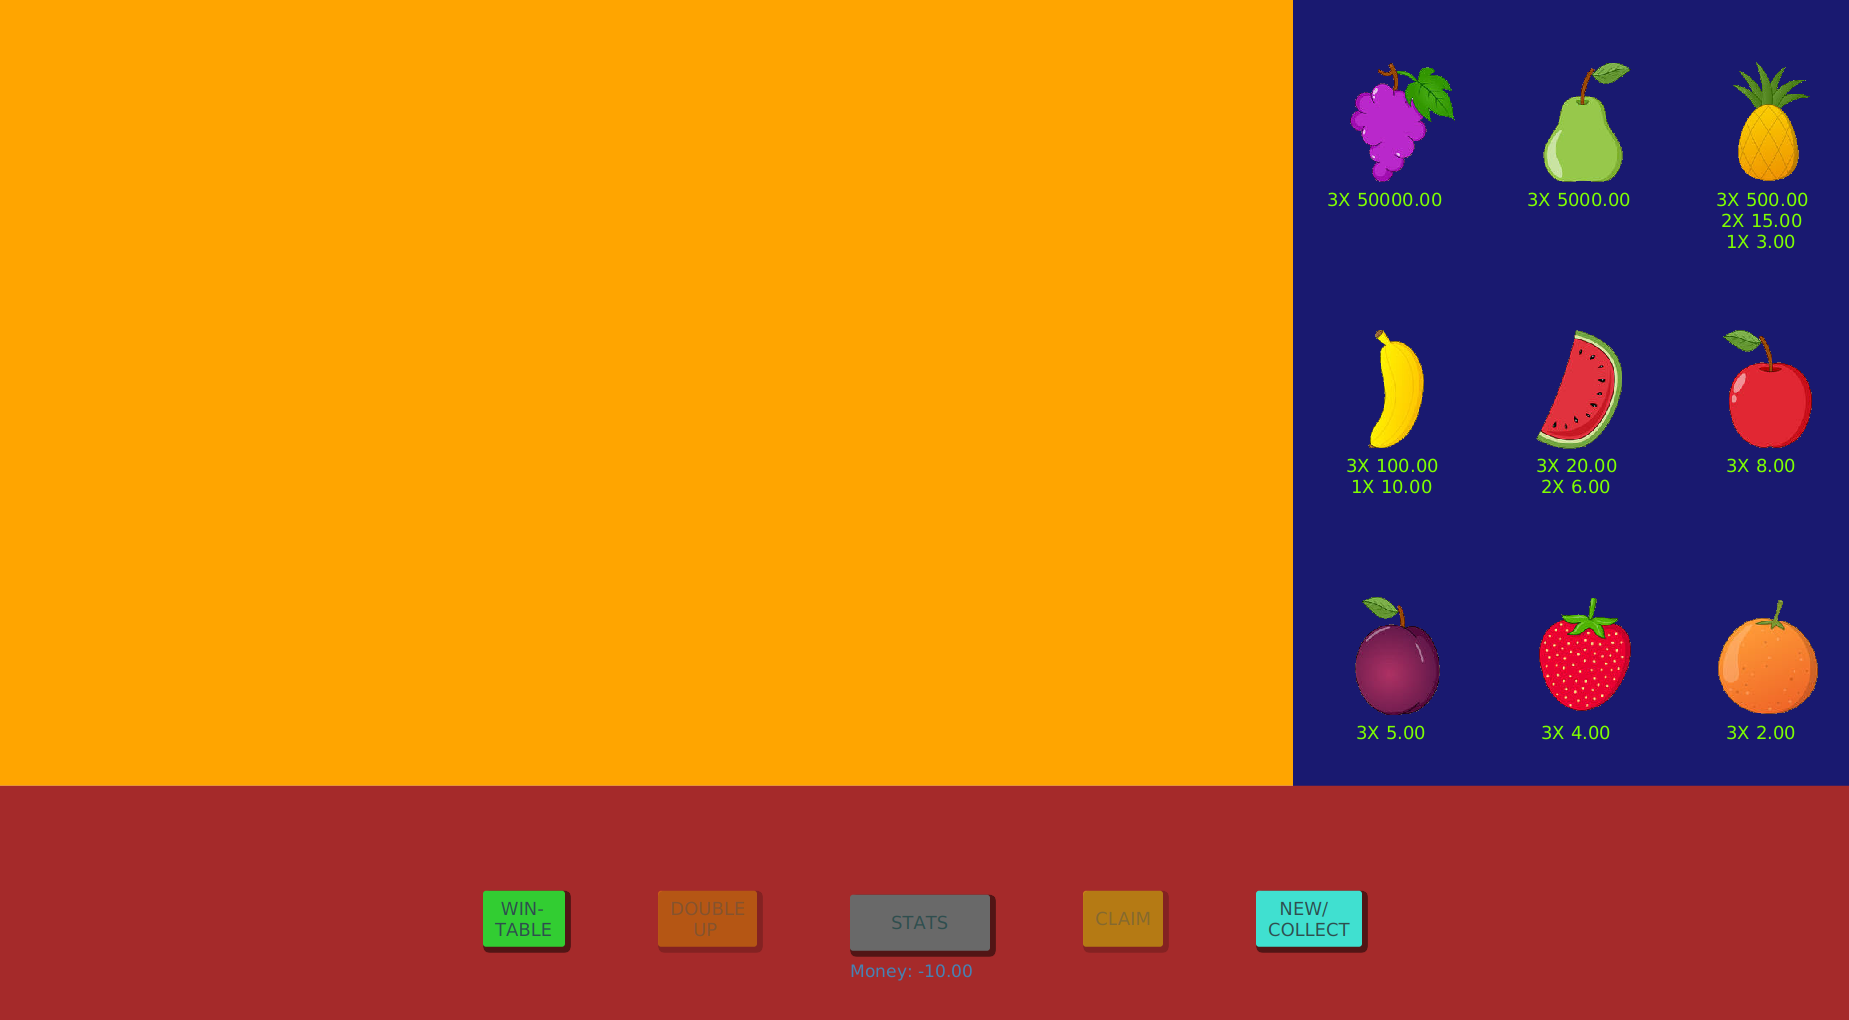 3X 50000.00
3X 5000.00
3X 500.00
2X 15.00
1X 3.00
3X 100.00
1X 10.00
3X 20.00
2X 6.00
3X 8.00
3X 5.00
3X 4.00
3X 2.00
WIN-
TABLE
DOUBLE
UP
STATS
CLAIM
NEW/
COLLECT
Money: -10.00